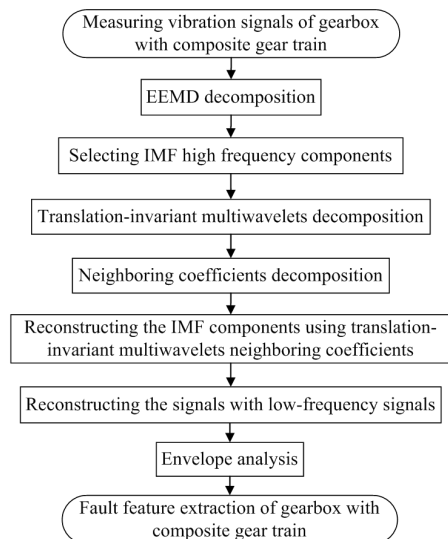 Measuring vibration signals of gearbox
with composite gear train
EEMD decomposition
Selecting IMF high frequency components
Translation-invariant multiwavelets decomposition
Neighboring coefficients decomposition
Reconstructing the IMF components using translation-
invariant multiwavelets neighboring coefficients
Reconstructing the signals with low-frequency signals
Envelope analysis
Fault feature extraction of gearbox with
composite gear train